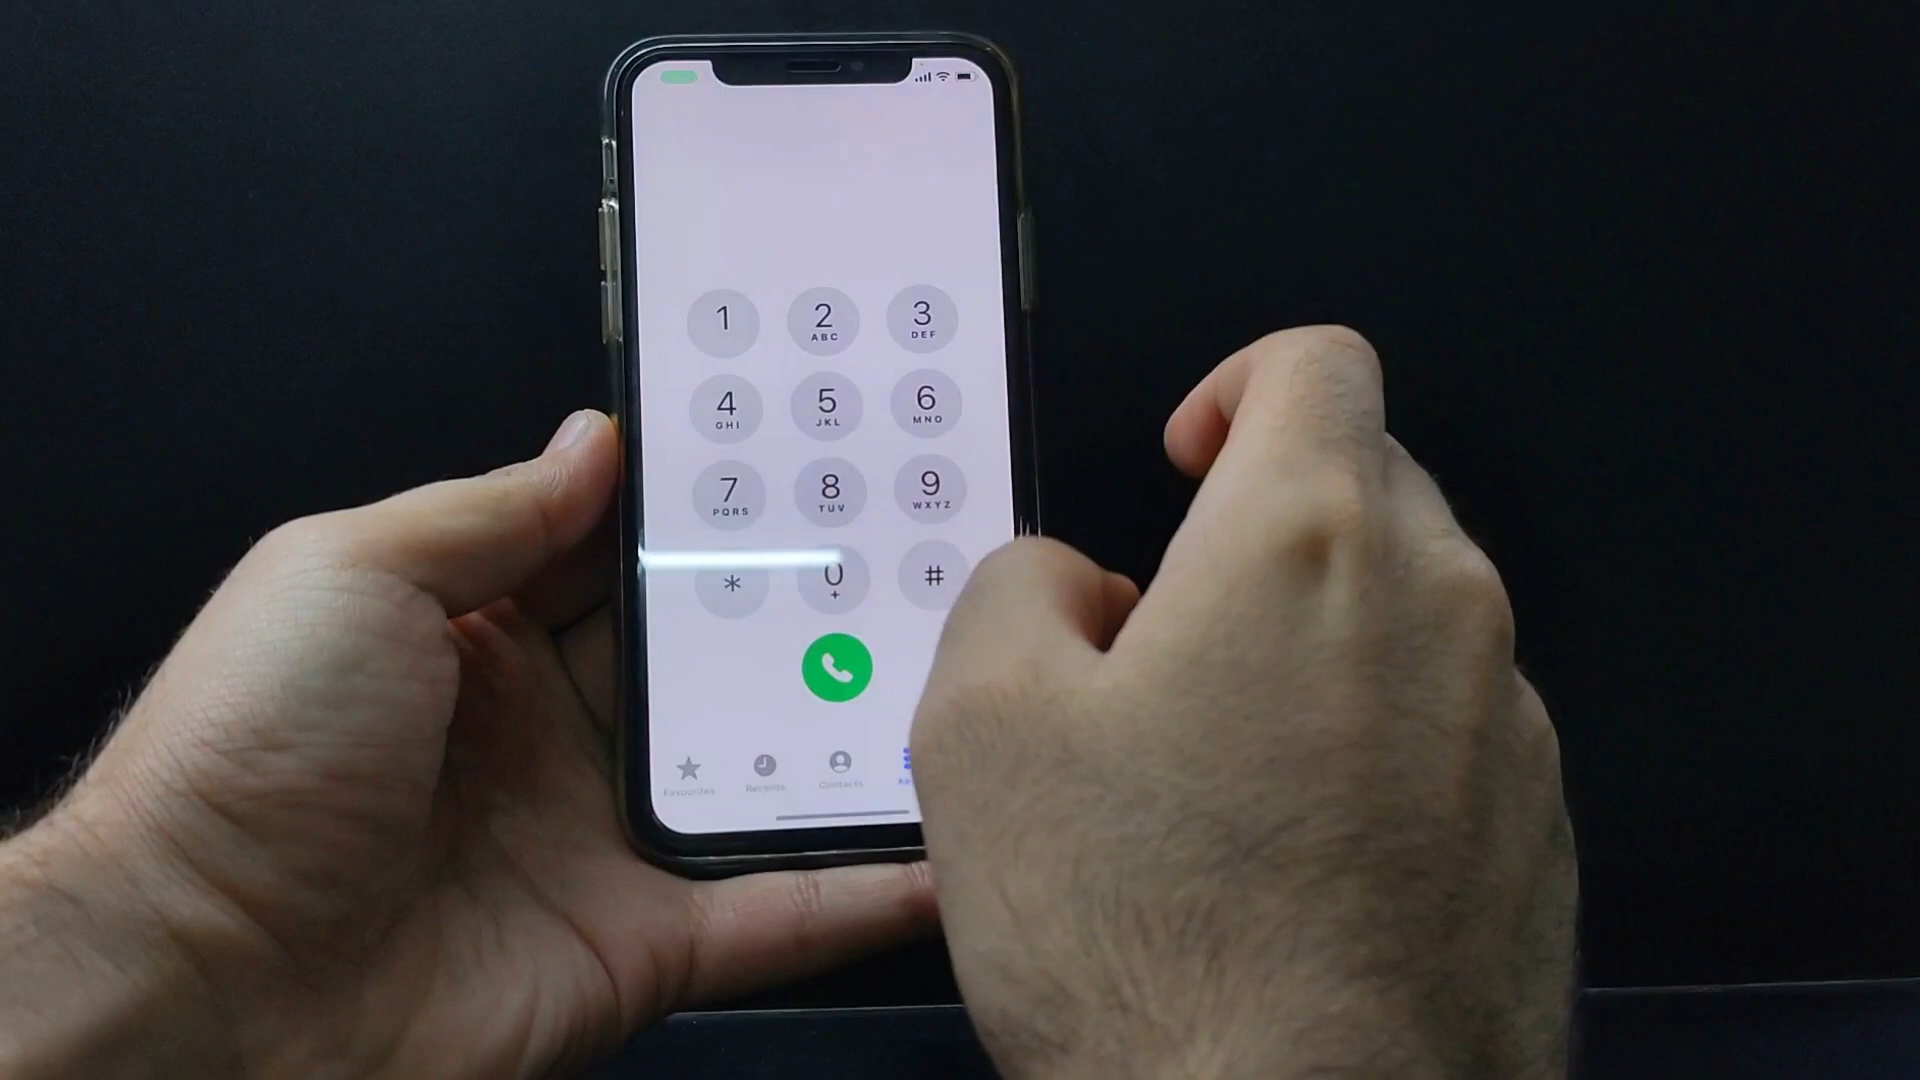 1 2 3
ABC DEF
4 5 6
GHI JKL MNO
7 8 9
PQRS TUV WXYZ
* 0 #
+
Favourites Recents Contacts